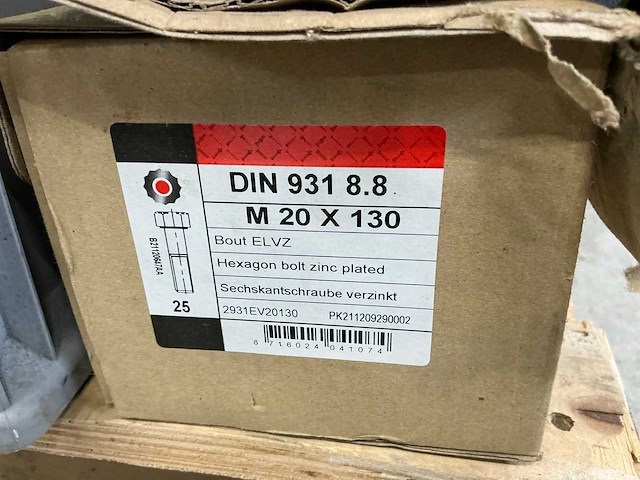 DIN 931 8.8
M 20 X 130
Bout ELVZ
Hexagon bolt zinc plated
Sechskantschraube verzinkt
25
2931EV20130 PK211209290002
8 716024 041074